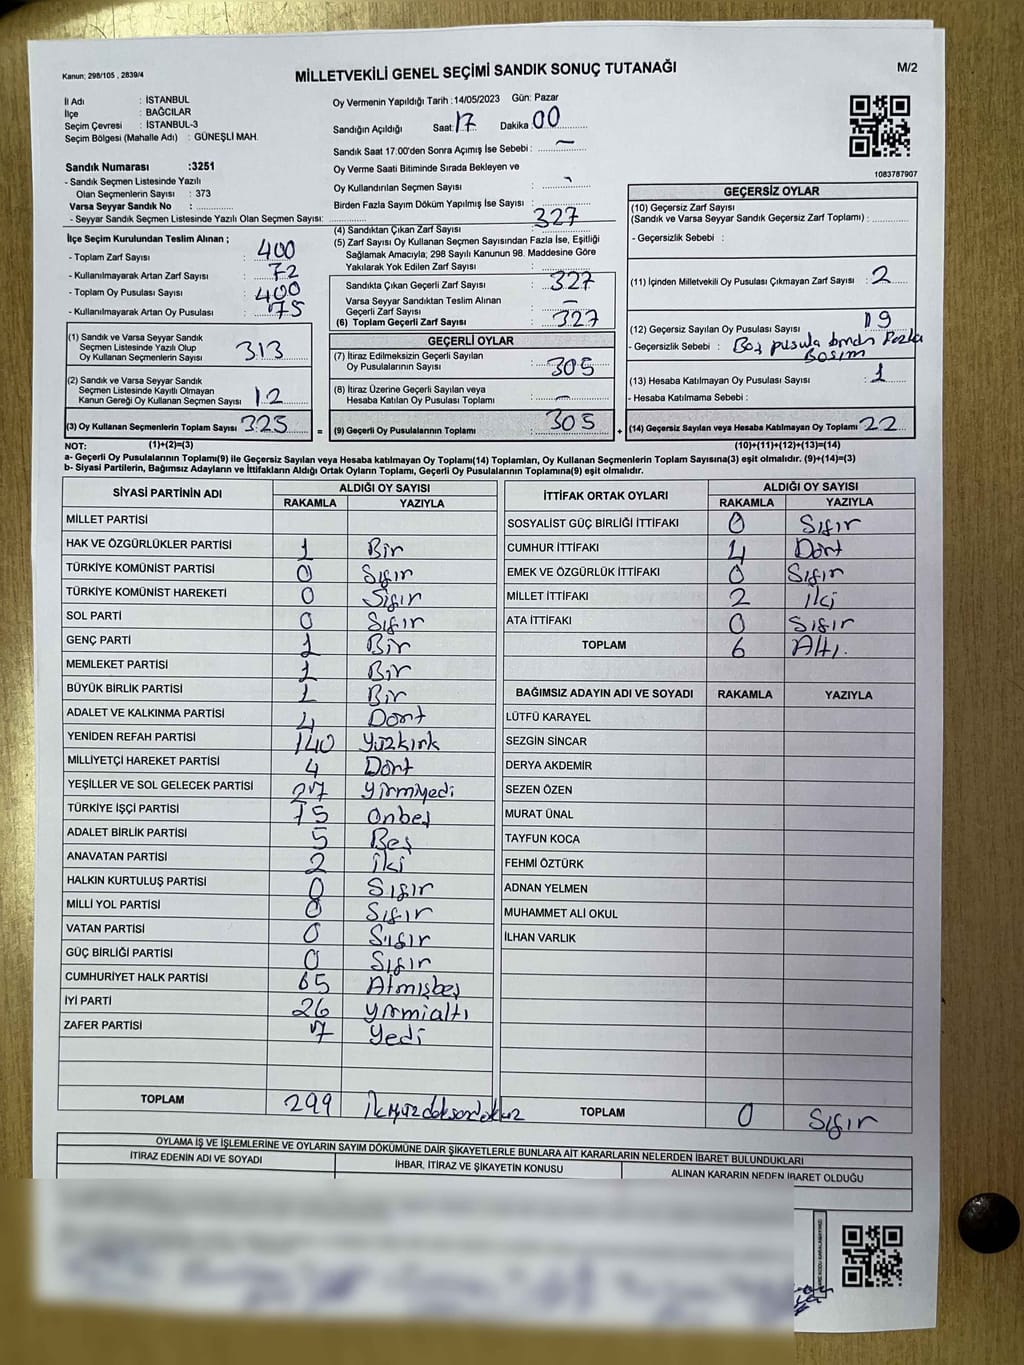 Kanun; 298/105 , 2839/4
MİLLETVEKİLİ GENEL SEÇİMİ SANDIK SONUÇ TUTANAĞI
M/2
İl Adı : İSTANBUL
İlçe : BAĞCILAR
Seçim Çevresi : İSTANBUL-3
Seçim Bölgesi (Mahalle Adı) : GÜNEŞLİ MAH.
Sandık Numarası :3251
- Sandık Seçmen Listesinde Yazılı
Olan Seçmenlerin Sayısı : 373
Varsa Seyyar Sandık No :
- Seyyar Sandık Seçmen Listesinde Yazılı Olan Seçmen Sayısı:
Oy Vermenin Yapıldığı Tarih :14/05/2023 Gün: Pazar
Sandığın Açıldığı Saat: 17 Dakika 00
Sandık Saat 17.00'den Sonra Açımış İse Sebebi : —
Oy Verme Saati Bitiminde Sırada Bekleyen ve
Oy Kullandırılan Seçmen Sayısı :
Birden Fazla Sayım Döküm Yapılmış İse Sayısı :
1083787907
İlçe Seçim Kurulundan Teslim Alınan ;
- Toplam Zarf Sayısı : 400
- Kullanılmayarak Artan Zarf Sayısı : 72
- Toplam Oy Pusulası Sayısı : 400
- Kullanılmayarak Artan Oy Pusulası : 75
(4) Sandıktan Çıkan Zarf Sayısı : 327
(5) Zarf Sayısı Oy Kullanan Seçmen Sayısından Fazla İse, Eşitliği
Sağlamak Amacıyla; 298 Sayılı Kanunun 98. Maddesine Göre
Yakılarak Yok Edilen Zarf Sayısı :
Sandıkta Çıkan Geçerli Zarf Sayısı : 327
Varsa Seyyar Sandıktan Teslim Alınan
Geçerli Zarf Sayısı : —
(6) Toplam Geçerli Zarf Sayısı : 327
GEÇERSİZ OYLAR
(10) Geçersiz Zarf Sayısı
(Sandık ve Varsa Seyyar Sandık Geçersiz Zarf Toplamı) :
- Geçersizlik Sebebi :
(11) İçinden Milletvekili Oy Pusulası Çıkmayan Zarf Sayısı : 2
(12) Geçersiz Sayılan Oy Pusulası Sayısı : 19
- Geçersizlik Sebebi : Boş pusula birden Fazla
Basım
(13) Hesaba Katılmayan Oy Pusulası Sayısı : 1
- Hesaba Katılmama Sebebi :
(14) Geçersiz Sayılan veya Hesaba Katılmayan Oy Toplamı : 22
(10)+(11)+(12)+(13)=(14)
(1) Sandık ve Varsa Seyyar Sandık
Seçmen Listesinde Yazılı Olup
Oy Kullanan Seçmenlerin Sayısı : 313
(2) Sandık ve Varsa Seyyar Sandık
Seçmen Listesinde Kayıtlı Olmayan
Kanun Gereği Oy Kullanan Seçmen Sayısı : 12
(3) Oy Kullanan Seçmenlerin Toplam Sayısı : 325
=
GEÇERLİ OYLAR
(7) İtiraz Edilmeksizin Geçerli Sayılan
Oy Pusulalarının Sayısı : 305
(8) İtiraz Üzerine Geçerli Sayılan veya
Hesaba Katılan Oy Pusulası Toplamı : —
(9) Geçerli Oy Pusulalarının Toplamı : 305
+
NOT: (1)+(2)=(3)
a- Geçerli Oy Pusulalarının Toplamı(9) ile Geçersiz Sayılan veya Hesaba Katılmayan Oy Toplamı(14) Toplamları, Oy Kullanan Seçmenlerin Toplam Sayısına(3) eşit olmalıdır. (9)+(14)=(3)
b- Siyasi Partilerin, Bağımsız Adayların ve İttifakların Aldığı Ortak Oyların Toplamı, Geçerli Oy Pusulalarının Toplamına(9) eşit olmalıdır.
SİYASİ PARTİNİN ADI ALDIĞI OY SAYISI
RAKAMLA YAZIYLA
MİLLET PARTİSİ
HAK VE ÖZGÜRLÜKLER PARTİSİ 1 Bir
TÜRKİYE KOMÜNİST PARTİSİ 0 Sıfır
TÜRKİYE KOMÜNİST HAREKETİ 0 Sıfır
SOL PARTİ 0 Sıfır
GENÇ PARTİ 1 Bir
MEMLEKET PARTİSİ 1 Bir
BÜYÜK BİRLİK PARTİSİ 1 Bir
ADALET VE KALKINMA PARTİSİ 4 Dört
YENİDEN REFAH PARTİSİ 140 Yüzkırk
MİLLİYETÇİ HAREKET PARTİSİ 4 Dört
YEŞİLLER VE SOL GELECEK PARTİSİ 27 Yirmiyedi
TÜRKİYE İŞÇİ PARTİSİ 15 Onbeş
ADALET BİRLİK PARTİSİ 5 Beş
ANAVATAN PARTİSİ 2 İki
HALKIN KURTULUŞ PARTİSİ 0 Sıfır
MİLLİ YOL PARTİSİ 0 Sıfır
VATAN PARTİSİ 0 Sıfır
GÜÇ BİRLİĞİ PARTİSİ 0 Sıfır
CUMHURİYET HALK PARTİSİ 65 Atmışbeş
İYİ PARTİ 26 yirmialtı
ZAFER PARTİSİ 7 Yedi
TOPLAM 299 İkiyüzdoksandokuz
İTTİFAK ORTAK OYLARI ALDIĞI OY SAYISI
RAKAMLA YAZIYLA
SOSYALİST GÜÇ BİRLİĞİ İTTİFAKI 0 Sıfır
CUMHUR İTTİFAKI 4 Dört
EMEK VE ÖZGÜRLÜK İTTİFAKI 0 Sıfır
MİLLET İTTİFAKI 2 iki
ATA İTTİFAKI 0 Sıfır
TOPLAM 6 Altı.
BAĞIMSIZ ADAYIN ADI VE SOYADI RAKAMLA YAZIYLA
LÜTFÜ KARAYEL
SEZGİN SİNCAR
DERYA AKDEMİR
SEZEN ÖZEN
MURAT ÜNAL
TAYFUN KOCA
FEHMİ ÖZTÜRK
ADNAN YELMEN
MUHAMMET ALİ OKUL
İLHAN VARLIK
TOPLAM 0 Sıfır
OYLAMA İŞ VE İŞLEMLERİNE VE OYLARIN SAYIM DÖKÜMÜNE DAİR ŞİKAYETLERLE BUNLARA AİT KARARLARIN NELERDEN İBARET BULUNDUKLARI
İTİRAZ EDENİN ADI VE SOYADI İHBAR, İTİRAZ VE ŞİKAYETİN KONUSU ALINAN KARARIN NEDEN İBARET OLDUĞU